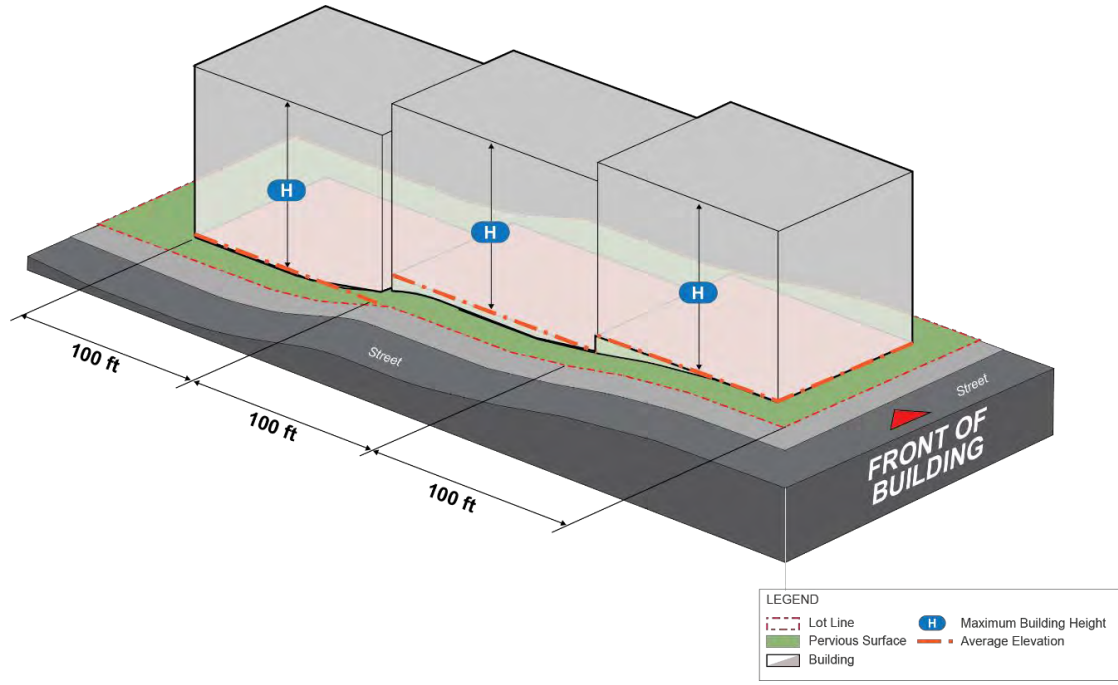 H
H
H
100 ft
100 ft
100 ft
Street
Street
FRONT OF
BUILDING
LEGEND
Lot Line
Pervious Surface
Building
H Maximum Building Height
Average Elevation